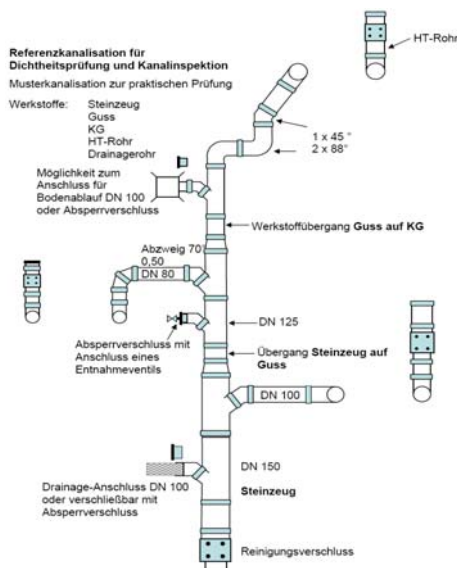 Referenzkanalisation für
Dichtheitsprüfung und Kanalinspektion
Musterkanalisation zur praktischen Prüfung
Werkstoffe: Steinzeug
Guss
KG
HT-Rohr
Drainagerohr
HT-Rohr
1 x 45 °
2 x 88°
Möglichkeit zum
Anschluss für
Bodenablauf DN 100
oder Absperrverschluss
Werkstoffübergang Guss auf KG
Abzweig 70°
0,50
DN 80
DN 125
Absperrverschluss mit
Anschluss eines
Entnahmeventils
Übergang Steinzeug auf
Guss
DN 100
DN 150
Drainage-Anschluss DN 100
oder verschließbar mit
Absperrverschluss
Steinzeug
Reinigungsverschluss